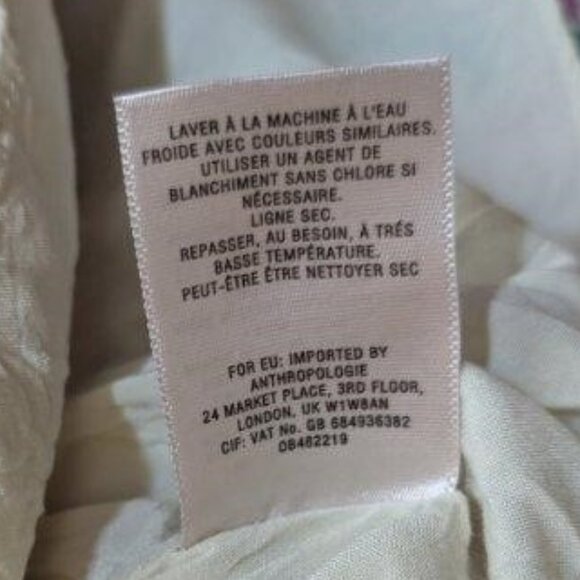 LAVER À LA MACHINE À L'EAU
FROIDE AVEC COULEURS SIMILAIRES.
UTILISER UN AGENT DE
BLANCHIMENT SANS CHLORE SI
NÉCESSAIRE.
LIGNE SEC.
REPASSER, AU BESOIN, À TRÉS
BASSE TEMPÉRATURE.
PEUT-ÊTRE ÊTRE NETTOYER SEC
FOR EU: IMPORTED BY
ANTHROPOLOGIE
24 MARKET PLACE, 3RD FLOOR,
LONDON, UK W1W8AN
CIF: VAT No. GB 684936382
08482219